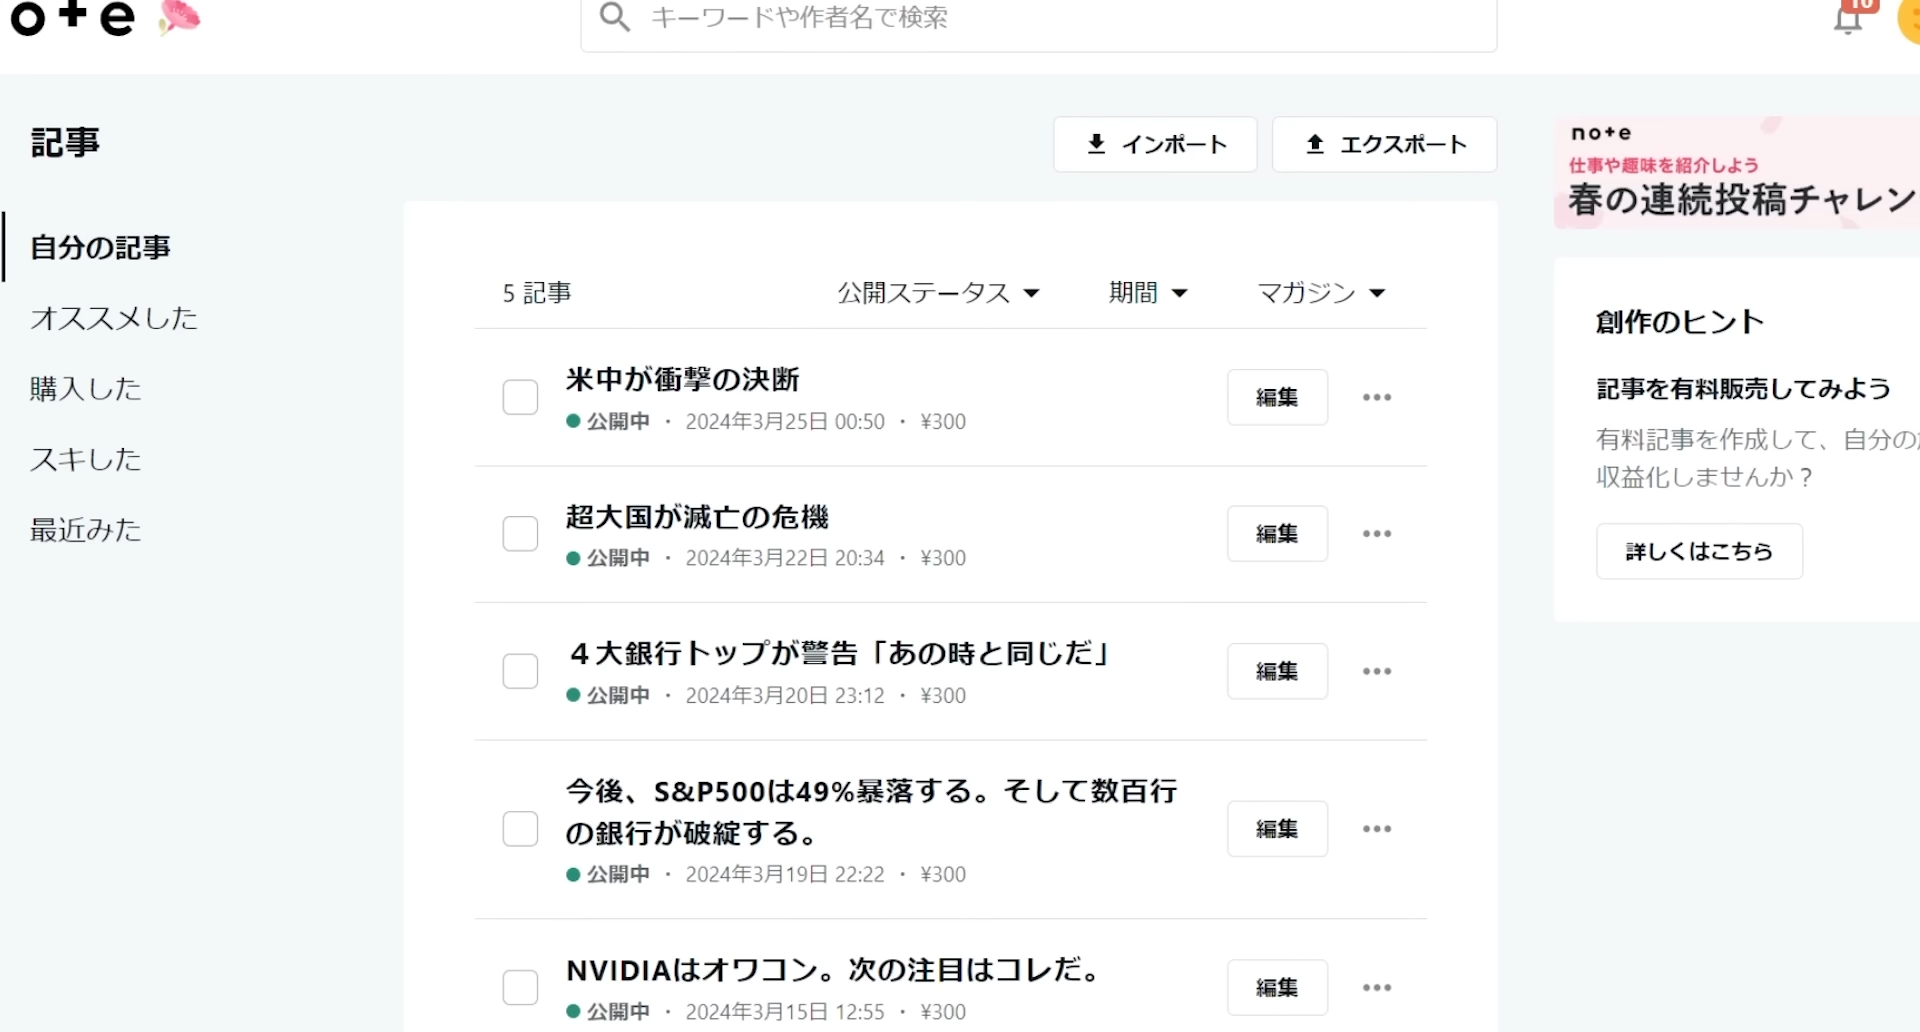 note
キーワードや作者名で検索
10
記事
インポート
エクスポート
自分の記事
オススメした
購入した
スキした
最近みた
5 記事
公開ステータス
期間
マガジン
米中が衝撃の決断
公開中 ・ 2024年3月25日 00:50 ・ ¥300
編集
超大国が滅亡の危機
公開中 ・ 2024年3月22日 20:34 ・ ¥300
編集
４大銀行トップが警告「あの時と同じだ」
公開中 ・ 2024年3月20日 23:12 ・ ¥300
編集
今後、S&P500は49%暴落する。そして数百行
の銀行が破綻する。
公開中 ・ 2024年3月19日 22:22 ・ ¥300
編集
NVIDIAはオワコン。次の注目はコレだ。
公開中 ・ 2024年3月15日 12:55 ・ ¥300
編集
note
仕事や趣味を紹介しよう
春の連続投稿チャレン
創作のヒント
記事を有料販売してみよう
有料記事を作成して、自分の
収益化しませんか？
詳しくはこちら